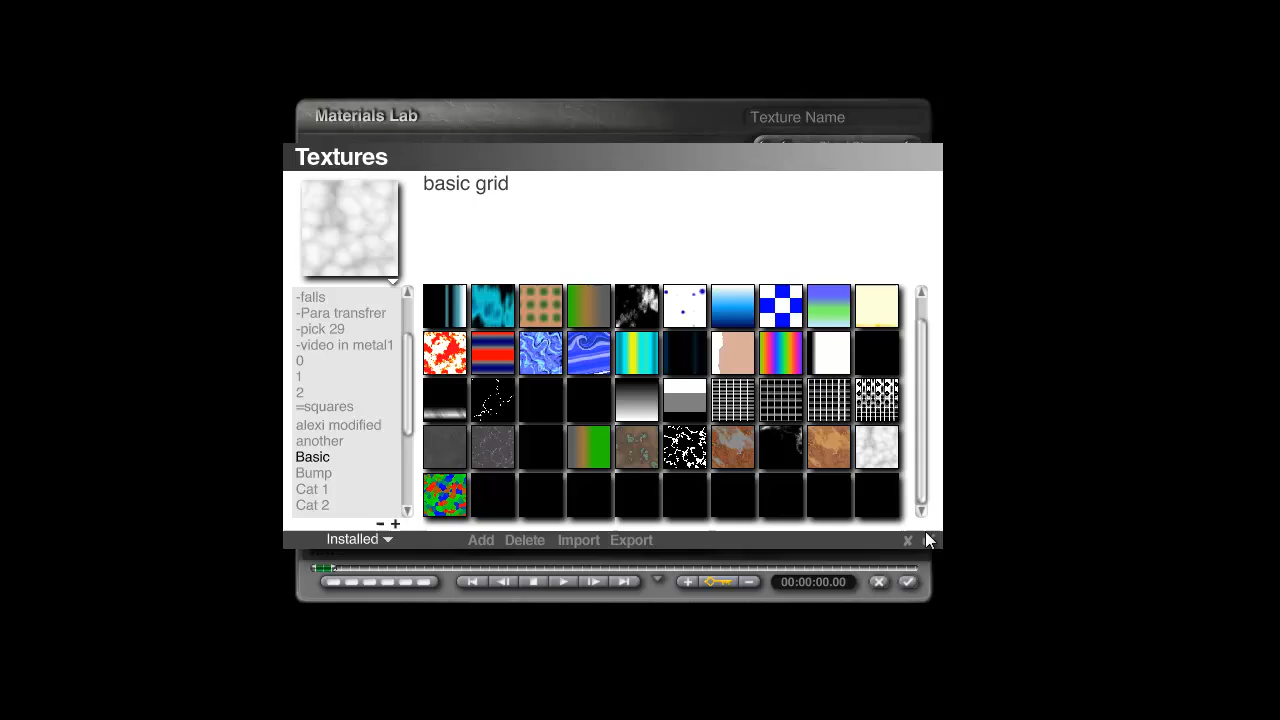 Materials Lab
Texture Name
Textures
basic grid
-falls
-Para transfrer
-pick 29
-video in metal1
0
1
2
=squares
alexi modified
another
Basic
Bump
Cat 1
Cat 2
Installed
Add Delete Import Export
00:00:00.00